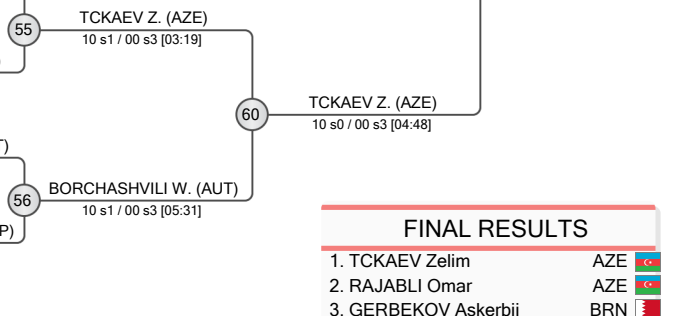 TCKAEV Z. (AZE)
55
10 s1 / 00 s3 [03:19]
TCKAEV Z. (AZE)
60
10 s0 / 00 s3 [04:48]
T)
BORCHASHVILI W. (AUT)
56
10 s1 / 00 s3 [05:31]
P)
FINAL RESULTS
1. TCKAEV Zelim AZE
2. RAJABLI Omar AZE
3. GERBEKOV Askerbii BRN